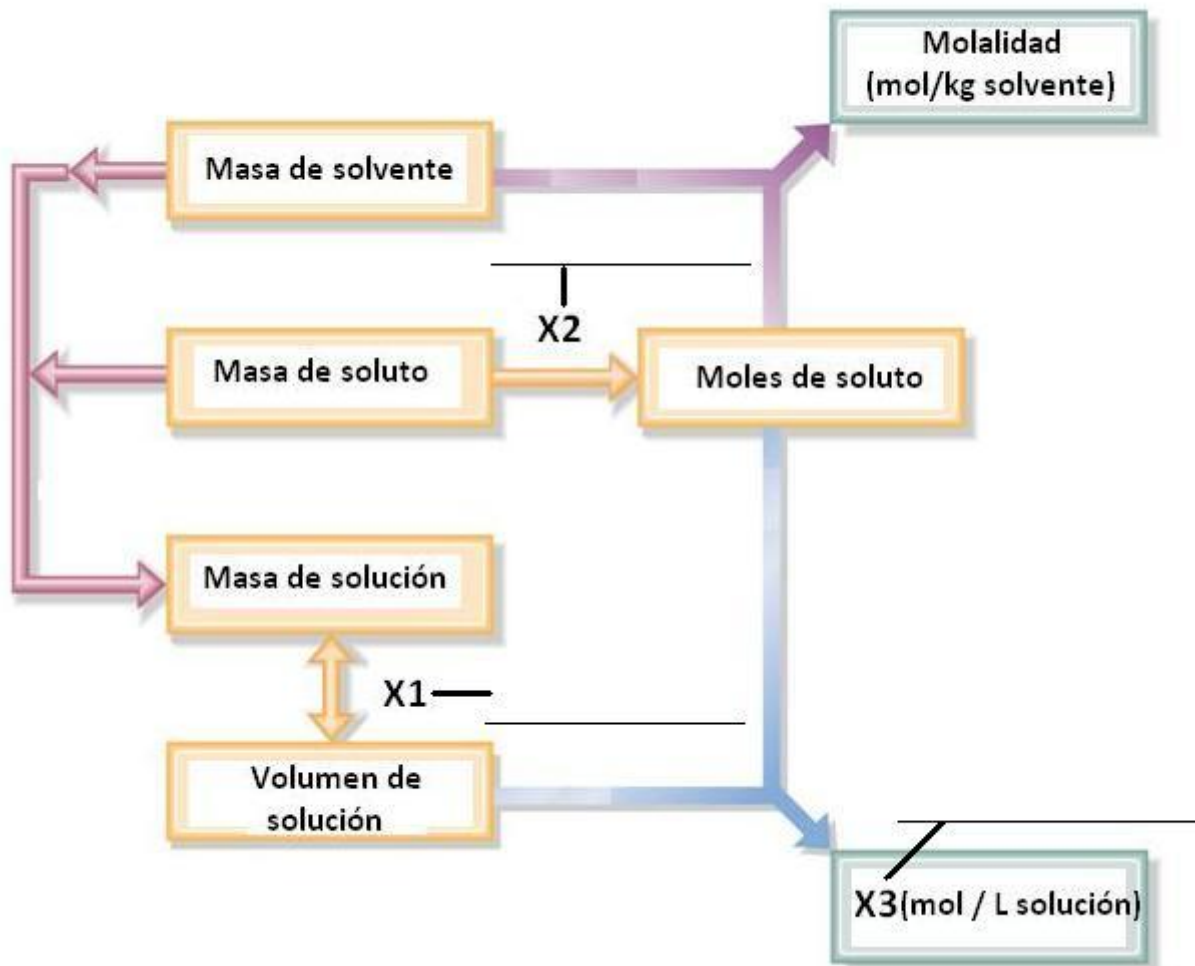 Molalidad
(mol/kg solvente)
Masa de solvente
X2
Masa de soluto
Moles de soluto
Masa de solución
X1
Volumen de
solución
X3(mol / L solución)